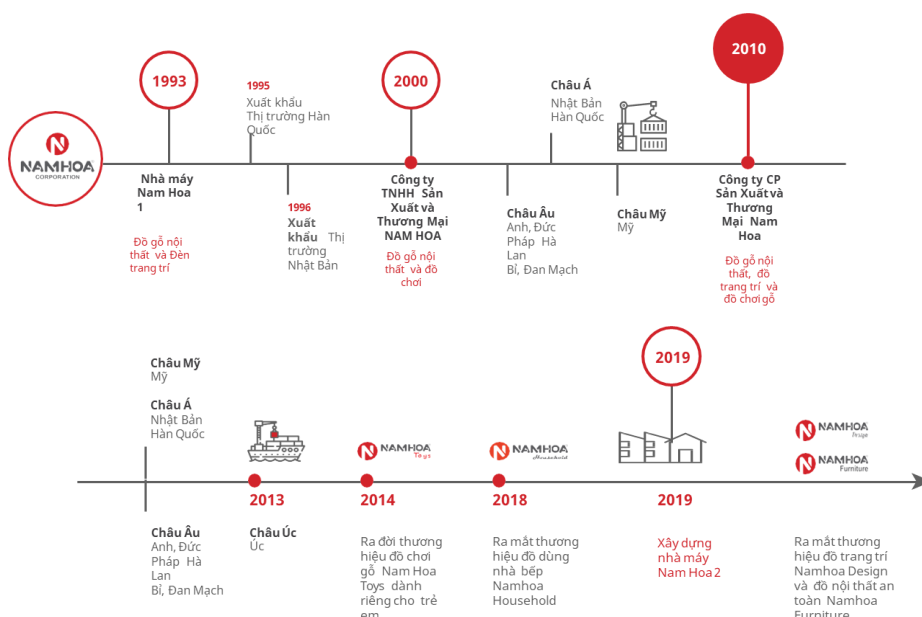 NAMHOA
CORPORATION
1993
Nhà máy
Nam Hoa
1
Đồ gỗ nội
thất và Đèn
trang trí
1995
Xuất khẩu
Thị trường Hàn
Quốc
1996
Xuất
khẩu Thị
trường
Nhật Bản
2000
Công ty
TNHH Sản
Xuất và
Thương Mại
NAM HOA
Đồ gỗ nội
thất và đồ
chơi
Châu Âu
Anh, Đức
Pháp Hà
Lan
Bỉ, Đan Mạch
Châu Á
Nhật Bản
Hàn Quốc
Châu Mỹ
Mỹ
2010
Công ty CP
Sản Xuất và
Thương
Mại Nam
Hoa
Đồ gỗ nội
thất, đồ
trang trí và
đồ chơi gỗ
Châu Mỹ
Mỹ
Châu Á
Nhật Bản
Hàn Quốc
Châu Âu
Anh, Đức
Pháp Hà
Lan
Bỉ, Đan Mạch
2013
Châu Úc
Úc
NAMHOA
Toys
2014
Ra đời thương
hiệu đồ chơi
gỗ Nam Hoa
Toys dành
riêng cho trẻ
em
NAMHOA
Household
2018
Ra mắt thương
hiệu đồ dùng
nhà bếp
Namhoa
Household
2019
2019
Xây dựng
nhà máy
Nam Hoa 2
NAMHOA
NAMHOA
Furniture
Ra mắt thương
hiệu đồ trang trí
Namhoa Design
và đồ nội thất an
toàn Namhoa
Furniture